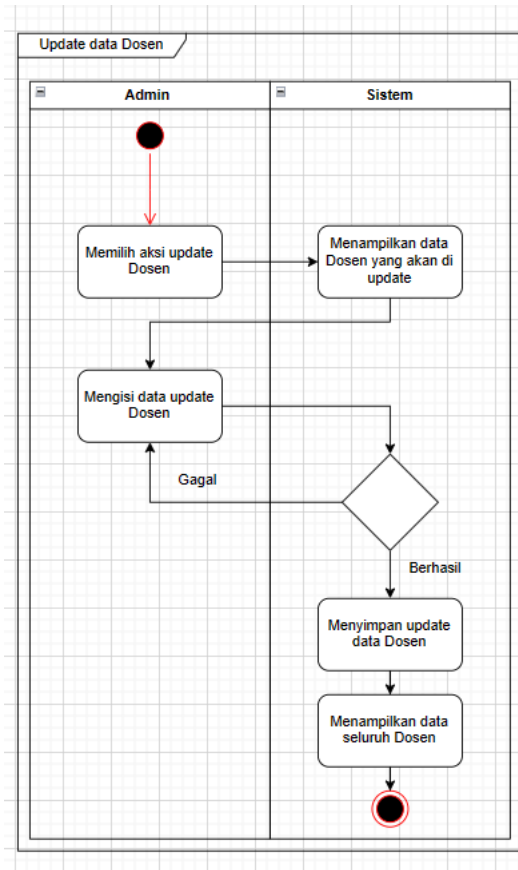 Update data Dosen
Admin
Sistem
Memilih aksi update
Dosen
Menampilkan data
Dosen yang akan di
update
Mengisi data update
Dosen
Gagal
Berhasil
Menyimpan update
data Dosen
Menampilkan data
seluruh Dosen